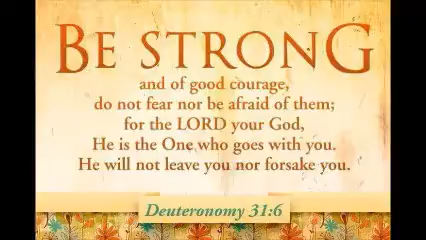 BE STRONG
and of good courage,
do not fear nor be afraid of them;
for the LORD your God,
He is the One who goes with you.
He will not leave you nor forsake you.
Deuteronomy 31:6